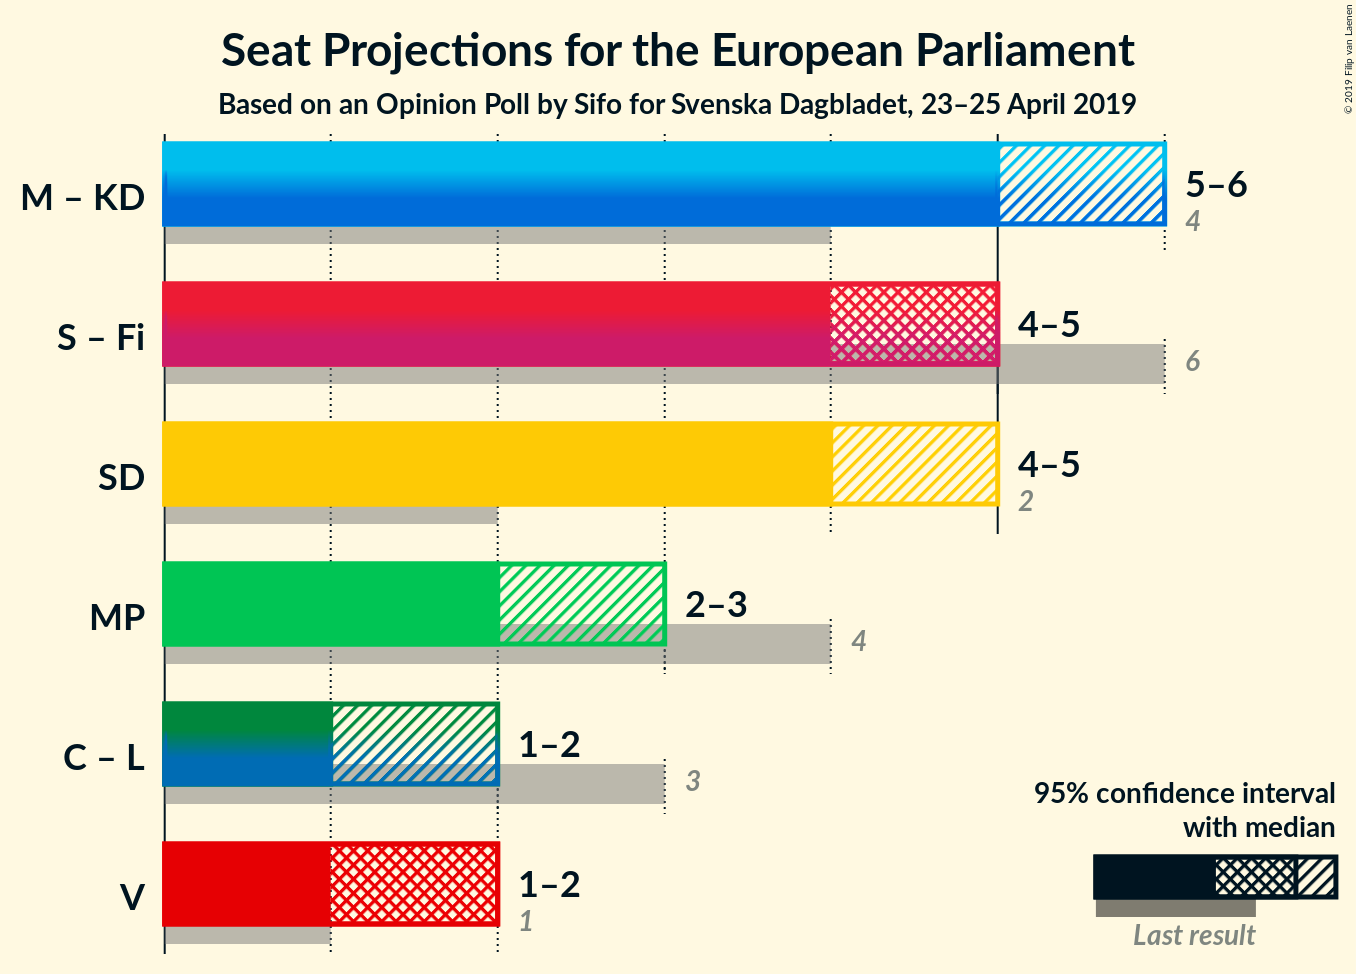 Seat Projections for the European Parliament
Based on an Opinion Poll by Sifo for Svenska Dagbladet, 23–25 April 2019
© 2019 Filip van Laenen
M – KD
5–6
4
S – Fi
4–5
6
SD
4–5
2
MP
2–3
4
C – L
1–2
3
V
1–2
1
95% confidence interval
with median
Last result